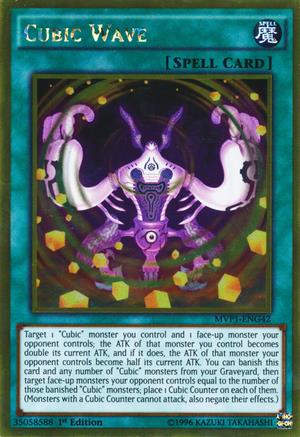 CUBIC WAVE
SPELL
魔
[SPELL CARD]
MVP1-ENG42
Target 1 "Cubic" monster you control and 1 face-up monster your
opponent controls; the ATK of that monster you control becomes
double its current ATK, and if it does, the ATK of that monster your
opponent controls become half its current ATK. You can banish this
card and any number of "Cubic" monsters from your Graveyard, then
target face-up monsters your opponent controls equal to the number of
those banished "Cubic" monsters, place 1 Cubic Counter on each of them.
(Monsters with a Cubic Counter cannot attack, also negate their effects.)
35058588
1st Edition
©1996 KAZUKI TAKAHASHI